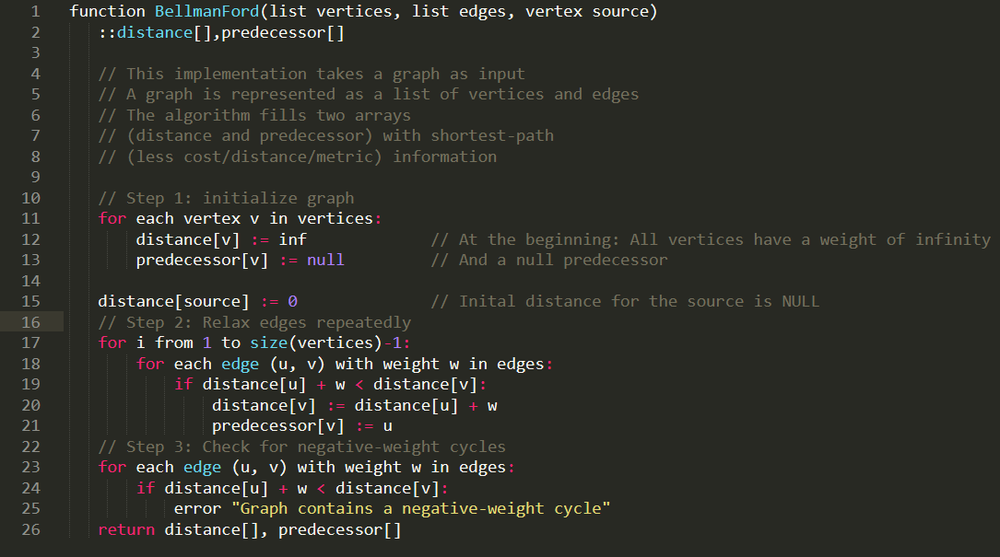 1 function BellmanFord(list vertices, list edges, vertex source)
2 ::distance[],predecessor[]
3
4 // This implementation takes a graph as input
5 // A graph is represented as a list of vertices and edges
6 // The algorithm fills two arrays
7 // (distance and predecessor) with shortest-path
8 // (less cost/distance/metric) information
9
10 // Step 1: initialize graph
11 for each vertex v in vertices:
12 distance[v] := inf // At the beginning: All vertices have a weight of infinity
13 predecessor[v] := null // And a null predecessor
14
15 distance[source] := 0 // Inital distance for the source is NULL
16 // Step 2: Relax edges repeatedly
17 for i from 1 to size(vertices)-1:
18 for each edge (u, v) with weight w in edges:
19 if distance[u] + w < distance[v]:
20 distance[v] := distance[u] + w
21 predecessor[v] := u
22 // Step 3: Check for negative-weight cycles
23 for each edge (u, v) with weight w in edges:
24 if distance[u] + w < distance[v]:
25 error "Graph contains a negative-weight cycle"
26 return distance[], predecessor[]